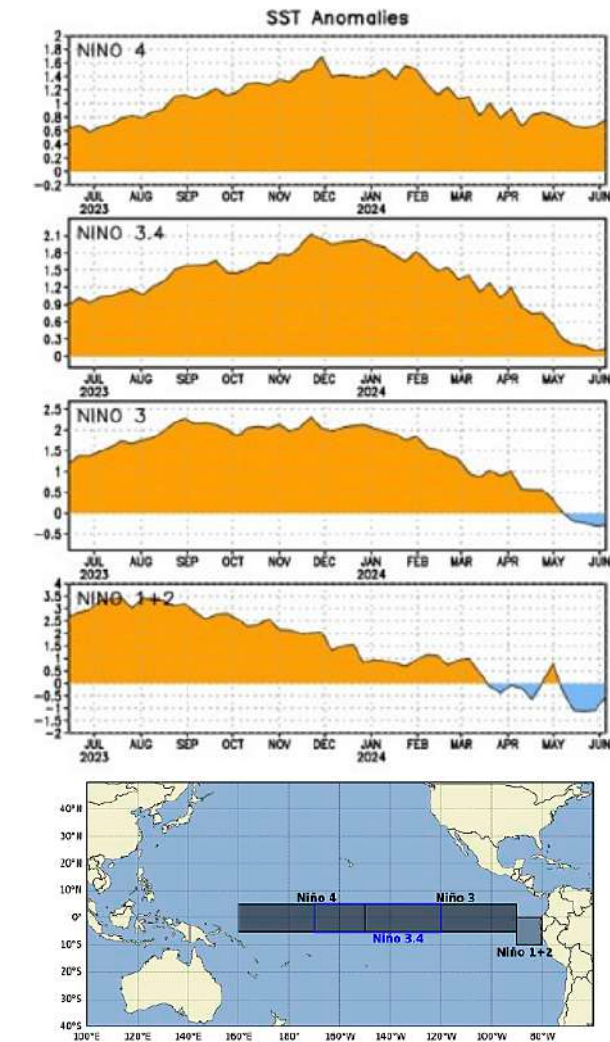 SST Anomalies
NINO 4
2
1.8
1.6
1.4
1.2
1
0.8
0.6
0.4
0.2
0
-0.2
JUL AUG SEP OCT NOV DEC JAN FEB MAR APR MAY JUN
2023 2024
NINO 3.4
2.1
1.8
1.5
1.2
0.9
0.6
0.3
0
JUL AUG SEP OCT NOV DEC JAN FEB MAR APR MAY JUN
2023 2024
NINO 3
2.5
2
1.5
1
0.5
0
-0.5
JUL AUG SEP OCT NOV DEC JAN FEB MAR APR MAY JUN
2023 2024
NINO 1+2
4
3.5
3
2.5
2
1.5
1
0.5
0
-0.5
-1
-1.5
-2
JUL AUG SEP OCT NOV DEC JAN FEB MAR APR MAY JUN
2023 2024
40°N
30°N
20°N
10°N
Niño 4 Niño 3
0°
Niño 3.4
10°S
Niño 1+2
20°S
30°S
40°S
100°E 120°E 140°E 160°E 180° 160°W 140°W 120°W 100°W 80°W